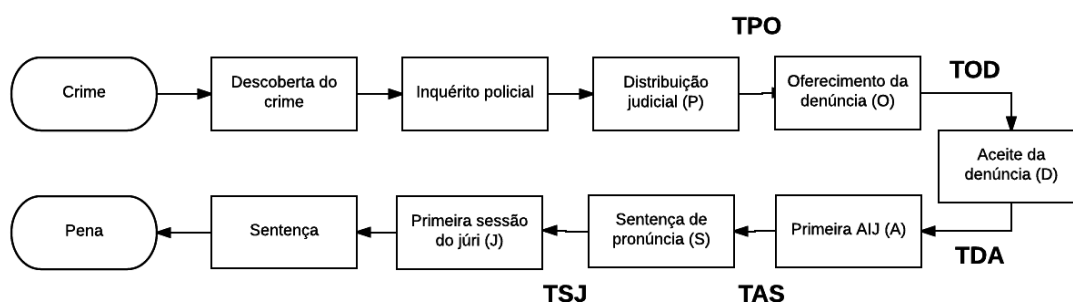 TPO
TOD
Crime
Descoberta do
crime
Inquérito policial
Distribuição
judicial (P)
Oferecimento da
denúncia (O)
Aceite da
denúncia (D)
Pena
Sentença
Primeira sessão
do júri (J)
Sentença de
pronúncia (S)
Primeira AIJ (A)
TDA
TSJ
TAS